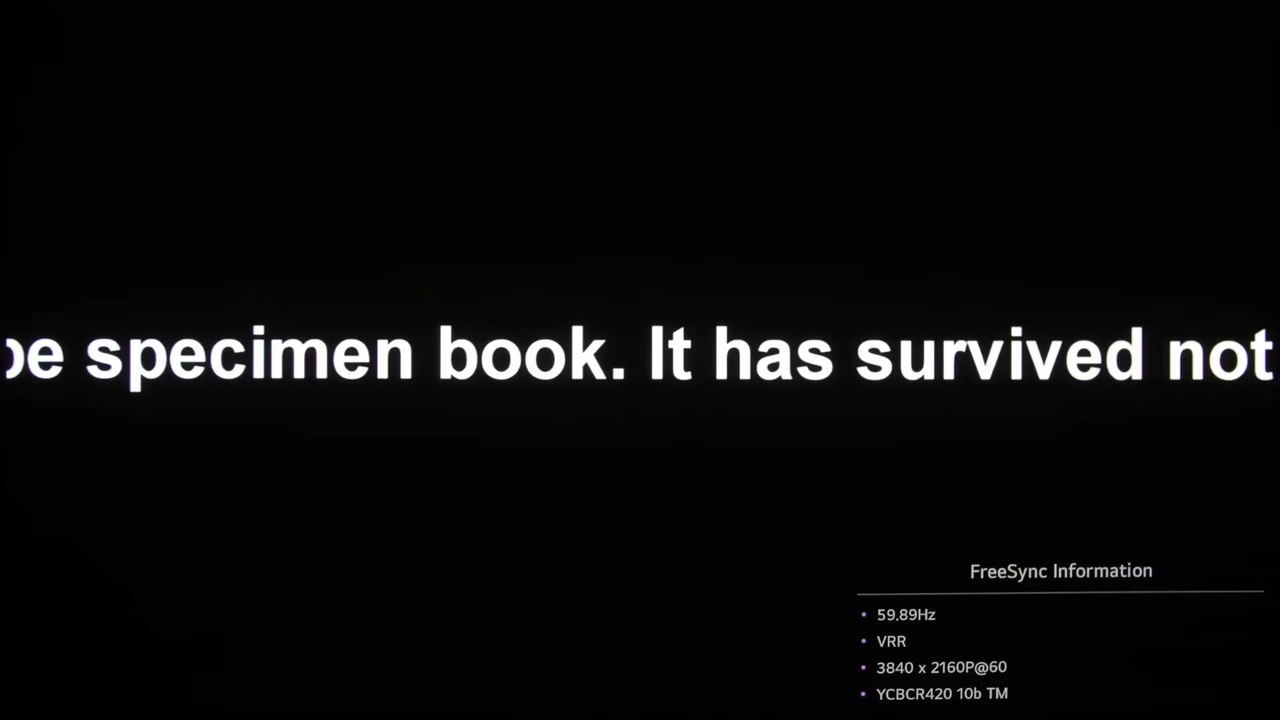 specimen book. It has survived not
FreeSync Information
• 59.89Hz
• VRR
• 3840 x 2160P@60
• YCBCR420 10b TM